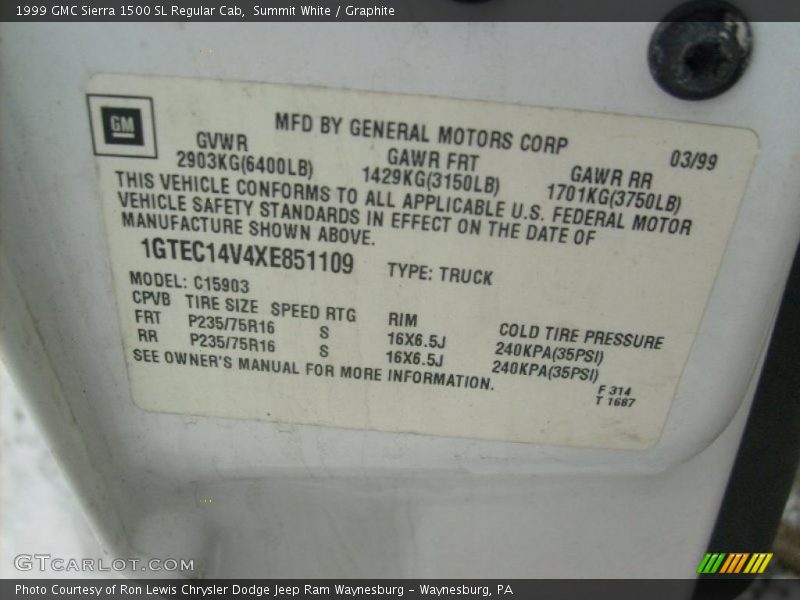 1999 GMC Sierra 1500 SL Regular Cab, Summit White / Graphite
GM
MFD BY GENERAL MOTORS CORP
03/99
GVWR GAWR FRT GAWR RR
2903KG(6400LB) 1429KG(3150LB) 1701KG(3750LB)
THIS VEHICLE CONFORMS TO ALL APPLICABLE U.S. FEDERAL MOTOR
VEHICLE SAFETY STANDARDS IN EFFECT ON THE DATE OF
MANUFACTURE SHOWN ABOVE.
1GTEC14V4XE851109 TYPE: TRUCK
MODEL: C15903
CPVB TIRE SIZE SPEED RTG RIM COLD TIRE PRESSURE
FRT P235/75R16 S 16X6.5J 240KPA(35PSI)
RR P235/75R16 S 16X6.5J 240KPA(35PSI)
SEE OWNER'S MANUAL FOR MORE INFORMATION.
F 314
T 1687
GTCarLot.com
Photo Courtesy of Ron Lewis Chrysler Dodge Jeep Ram Waynesburg - Waynesburg, PA